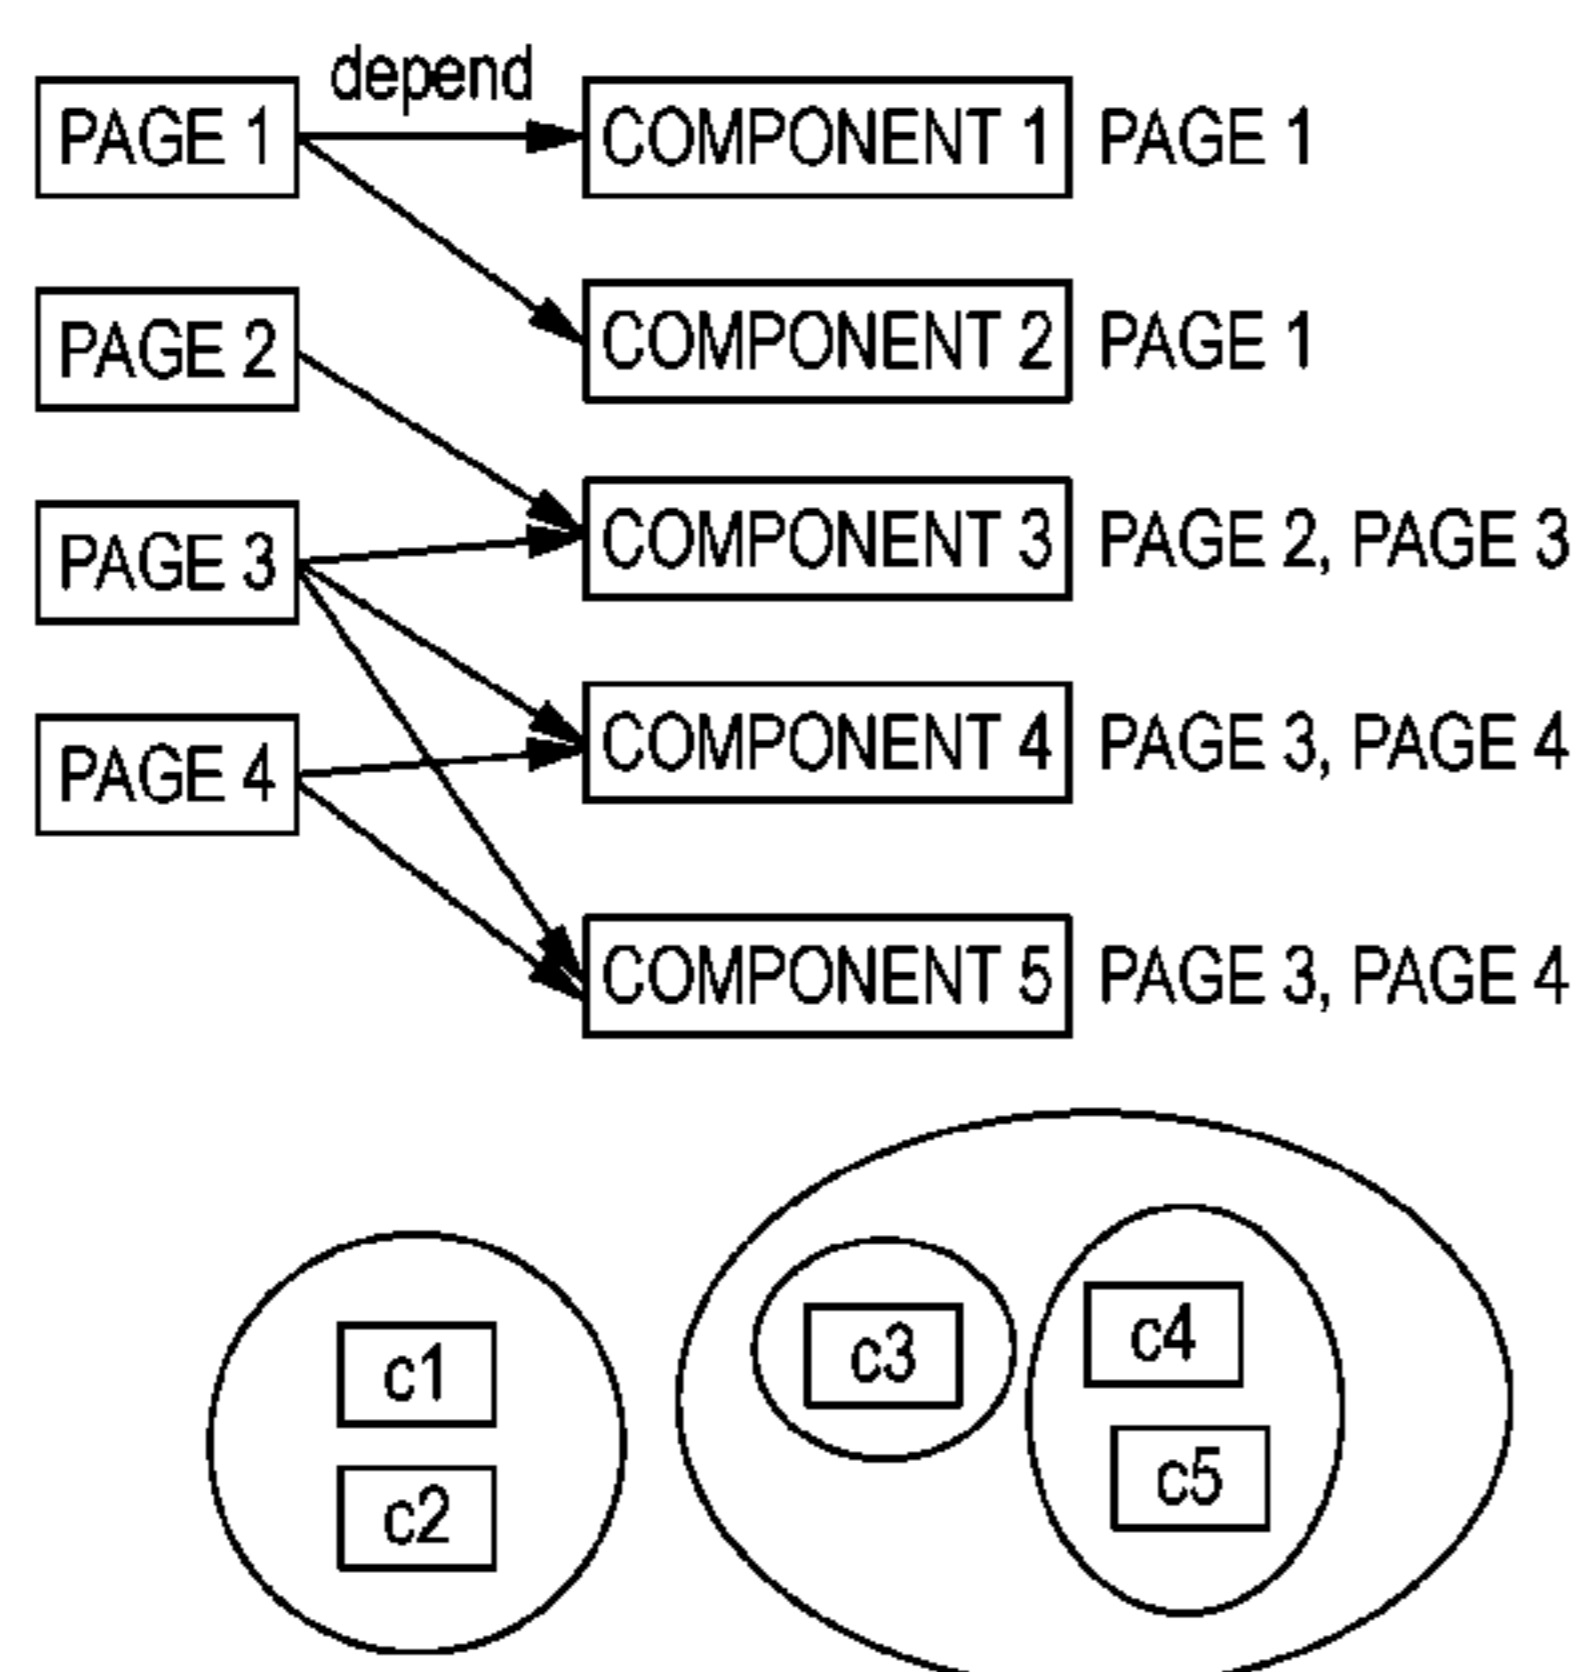 depend
PAGE 1 COMPONENT 1 PAGE 1
PAGE 2 COMPONENT 2 PAGE 1
PAGE 3 COMPONENT 3 PAGE 2, PAGE 3
PAGE 4 COMPONENT 4 PAGE 3, PAGE 4
COMPONENT 5 PAGE 3, PAGE 4
c1
c2
c3
c4
c5